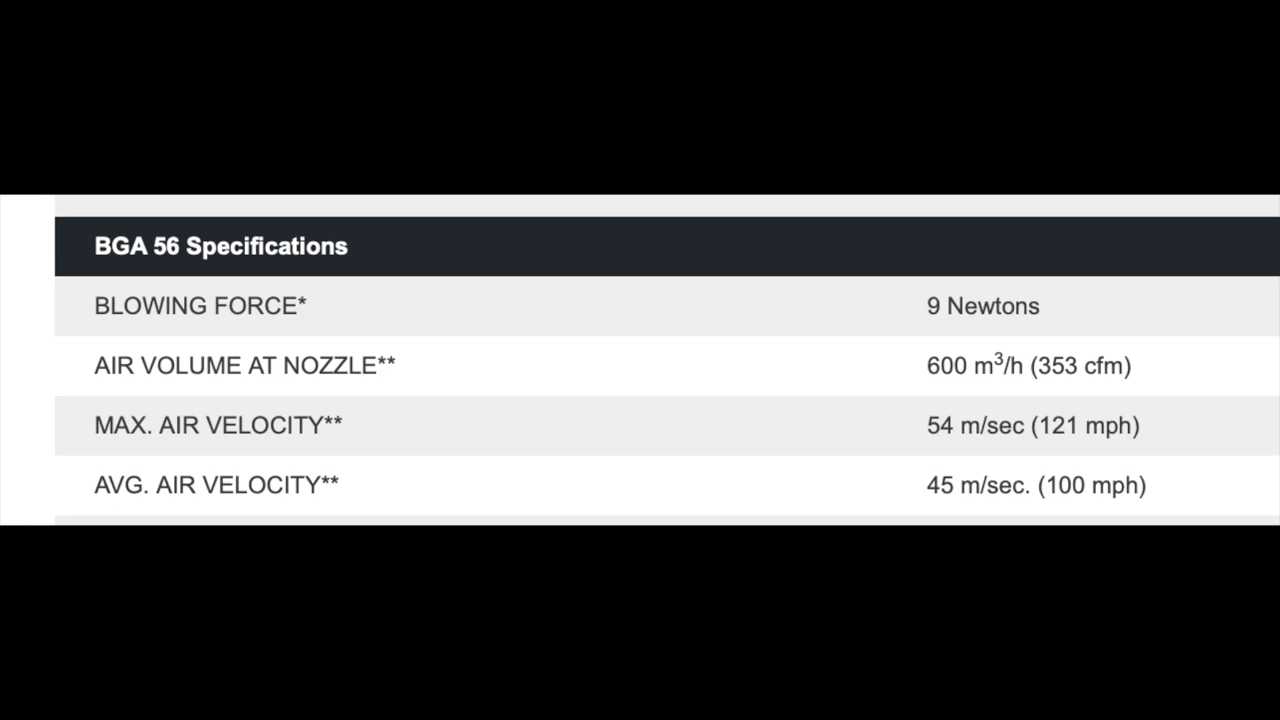 BGA 56 Specifications
BLOWING FORCE* 9 Newtons
AIR VOLUME AT NOZZLE** 600 m³/h (353 cfm)
MAX. AIR VELOCITY** 54 m/sec (121 mph)
AVG. AIR VELOCITY** 45 m/sec. (100 mph)